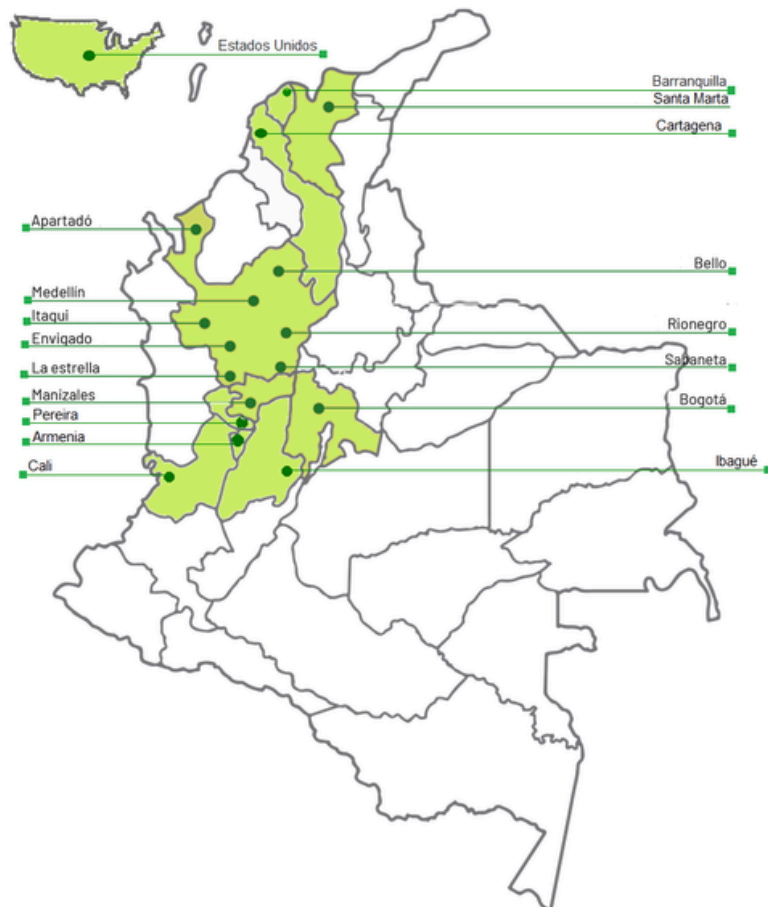 Estados Unidos
Barranquilla
Santa Marta
Cartagena
Apartadó
Bello
Medellín
Itaqui
Rionegro
Envigado
Sabaneta
La estrella
Manizales
Bogotá
Pereira
Armenia
Cali
Ibagué